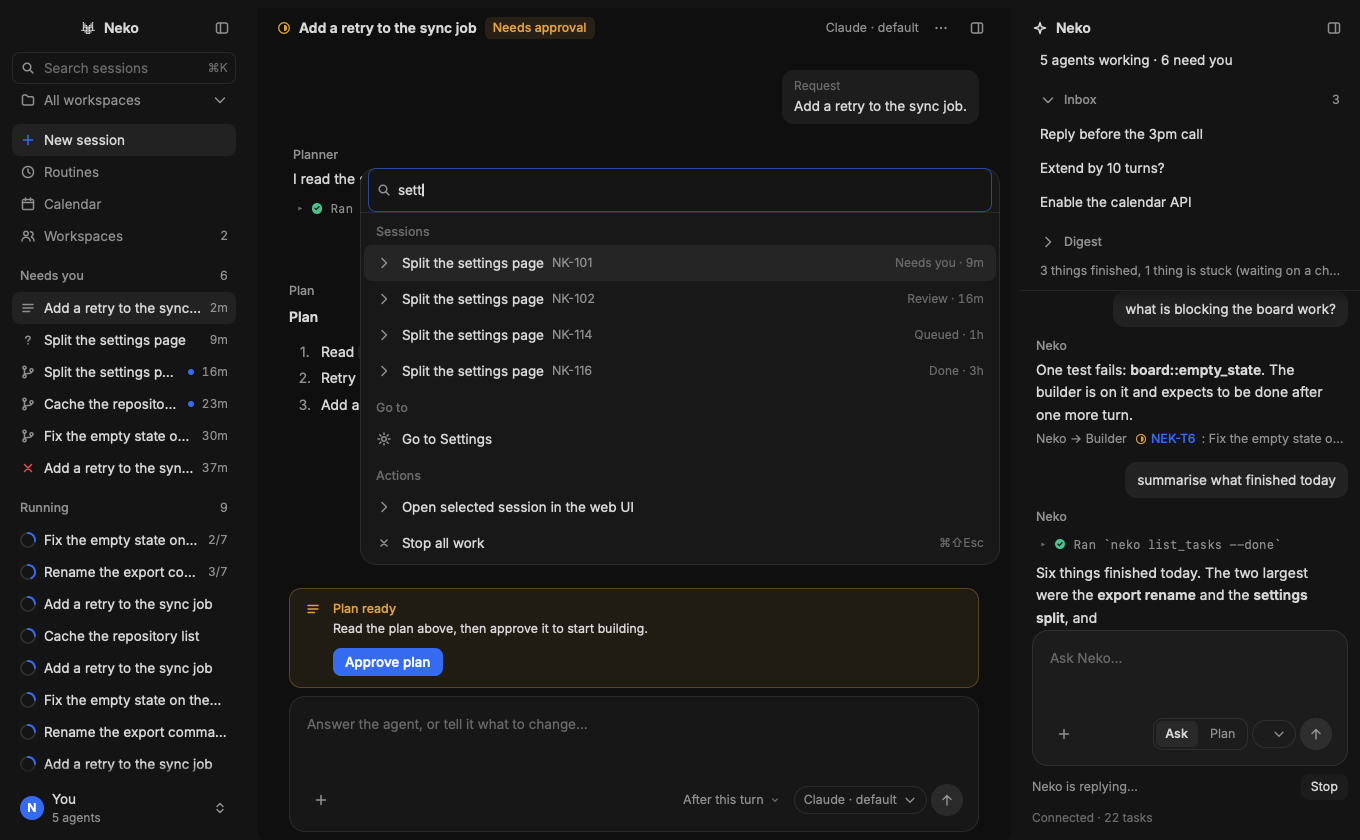 Neko
Search sessions ⌘K
All workspaces
New session
Routines
Calendar
Workspaces 2
Needs you 6
Add a retry to the sync... 2m
? Split the settings page 9m
Split the settings p... 16m
Cache the reposito... 23m
Fix the empty state o... 30m
Add a retry to the syn... 37m
Running 9
Fix the empty state on... 2/7
Rename the export co... 3/7
Add a retry to the sync job
Cache the repository list
Add a retry to the sync job
Fix the empty state on the...
Rename the export comma...
Add a retry to the sync job
N You
5 agents
Add a retry to the sync job Needs approval Claude · default ...
Request
Add a retry to the sync job.
Planner
I read the
Ran
Plan
Plan
1. Read
2. Retry
3. Add a
sett
Sessions
Split the settings page NK-101 Needs you · 9m
Split the settings page NK-102 Review · 16m
Split the settings page NK-114 Queued · 1h
Split the settings page NK-116 Done · 3h
Go to
Go to Settings
Actions
Open selected session in the web UI
Stop all work ⌘⇧Esc
Plan ready
Read the plan above, then approve it to start building.
Approve plan
Answer the agent, or tell it what to change...
After this turn Claude · default
Neko
5 agents working · 6 need you
Inbox 3
Reply before the 3pm call
Extend by 10 turns?
Enable the calendar API
Digest
3 things finished, 1 thing is stuck (waiting on a ch...
what is blocking the board work?
Neko
One test fails: board::empty_state. The
builder is on it and expects to be done after
one more turn.
Neko → Builder NEK-T6 : Fix the empty state o...
summarise what finished today
Neko
Ran `neko list_tasks --done`
Six things finished today. The two largest
were the export rename and the settings
split, and
Ask Neko...
Ask Plan
Neko is replying... Stop
Connected · 22 tasks